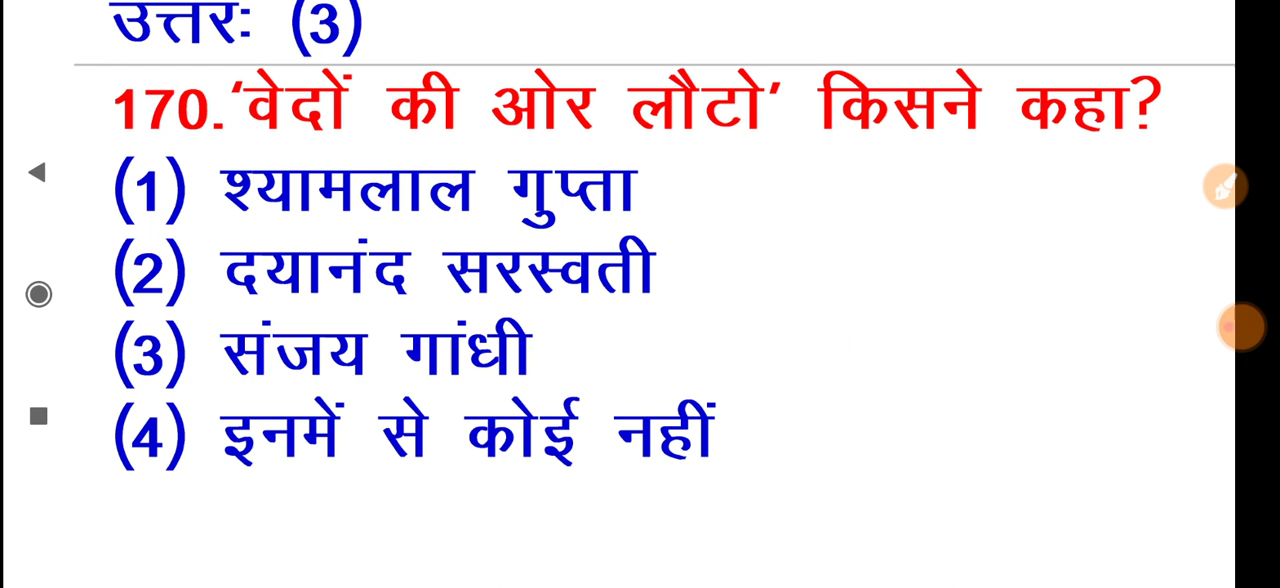 उत्तरः (3)
170. ‘वेदों की ओर लौटो’ किसने कहा?
(1) श्यामलाल गुप्ता
(2) दयानंद सरस्वती
(3) संजय गांधी
(4) इनमें से कोई नहीं